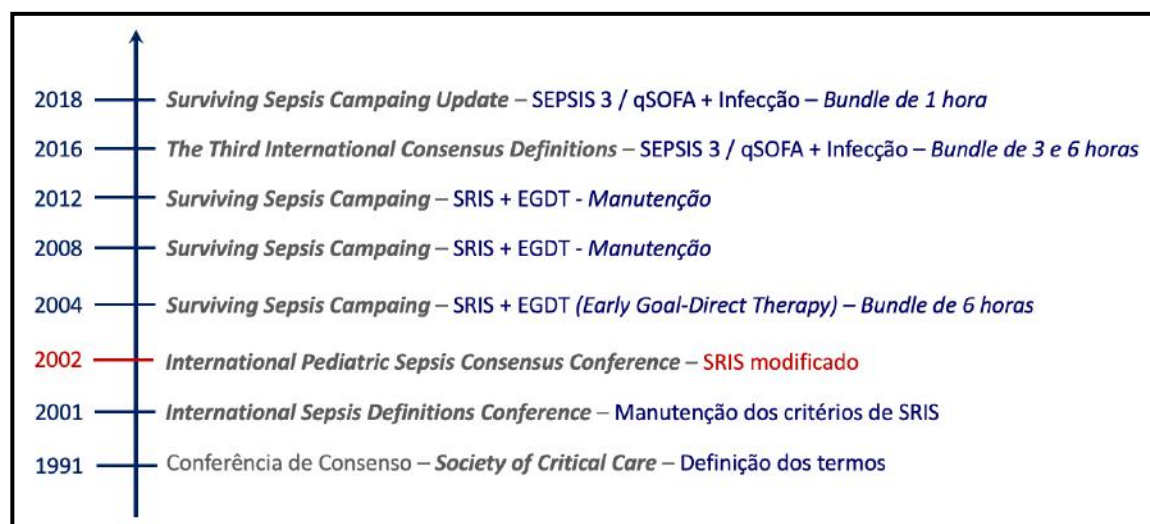 2018 Surviving Sepsis Campaing Update – SEPSIS 3 / qSOFA + Infecção – Bundle de 1 hora
2016 The Third International Consensus Definitions – SEPSIS 3 / qSOFA + Infecção – Bundle de 3 e 6 horas
2012 Surviving Sepsis Campaing – SRIS + EGDT - Manutenção
2008 Surviving Sepsis Campaing – SRIS + EGDT - Manutenção
2004 Surviving Sepsis Campaing – SRIS + EGDT (Early Goal-Direct Therapy) – Bundle de 6 horas
2002 International Pediatric Sepsis Consensus Conference – SRIS modificado
2001 International Sepsis Definitions Conference – Manutenção dos critérios de SRIS
1991 Conferência de Consenso – Society of Critical Care – Definição dos termos